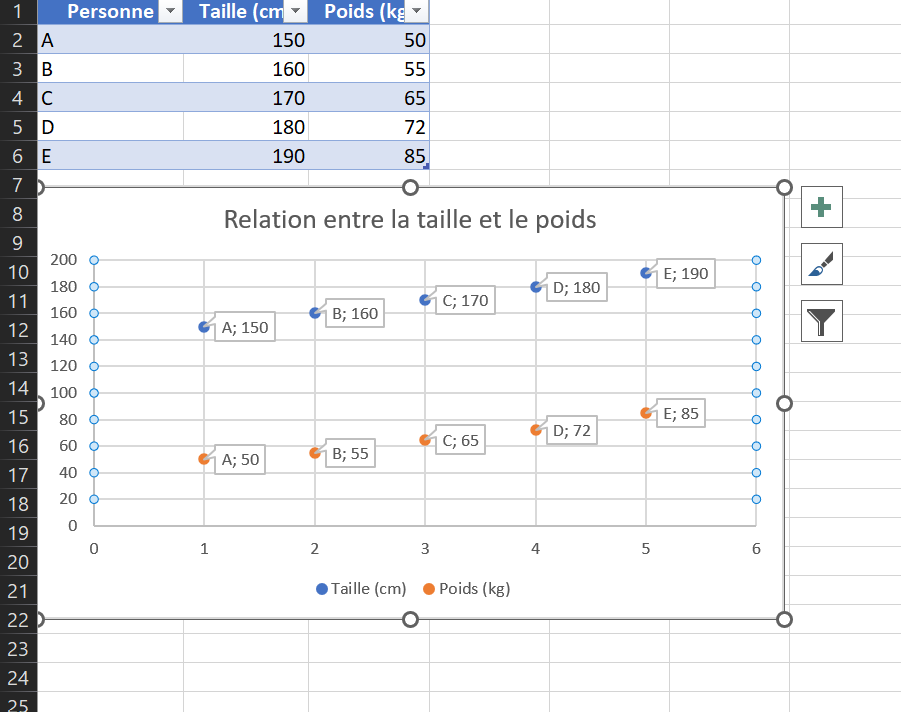 1 Personne Taille (cm Poids (kg
2 A 150 50
3 B 160 55
4 C 170 65
5 D 180 72
6 E 190 85
7
8
9
10
11
12
13
14
15
16
17
18
19
20
21
22
23
24
25
Relation entre la taille et le poids
200
180
160
140
120
100
80
60
40
20
0
A; 150
B; 160
C; 170
D; 180
E; 190
A; 50
B; 55
C; 65
D; 72
E; 85
0 1 2 3 4 5 6
Taille (cm) Poids (kg)